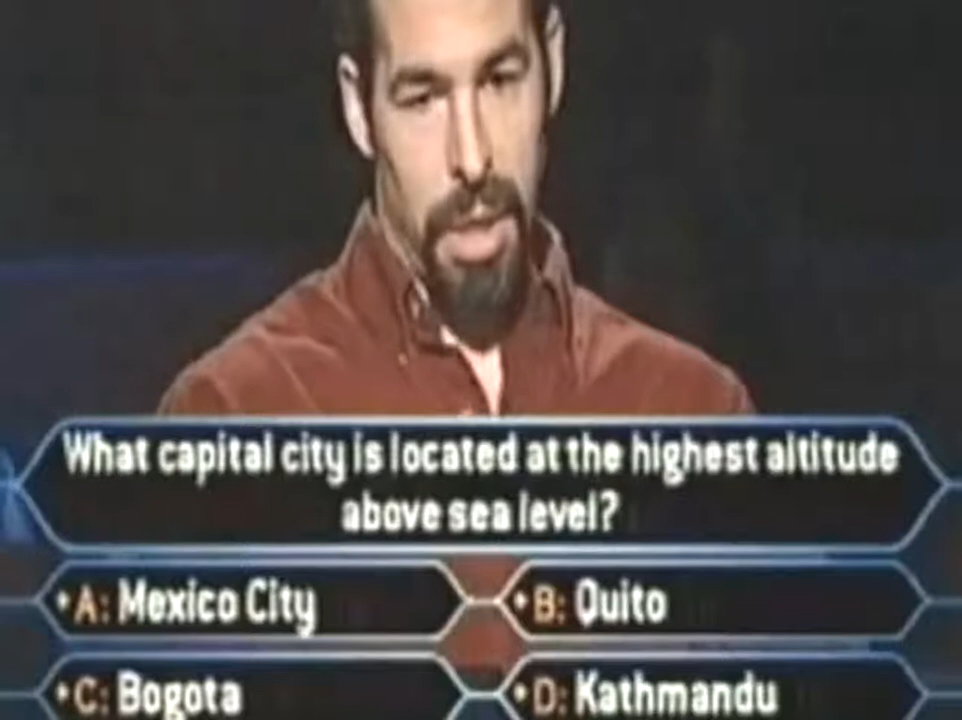 What capital city is located at the highest altitude
above sea level?
• A: Mexico City
• B: Quito
• C: Bogota
• D: Kathmandu